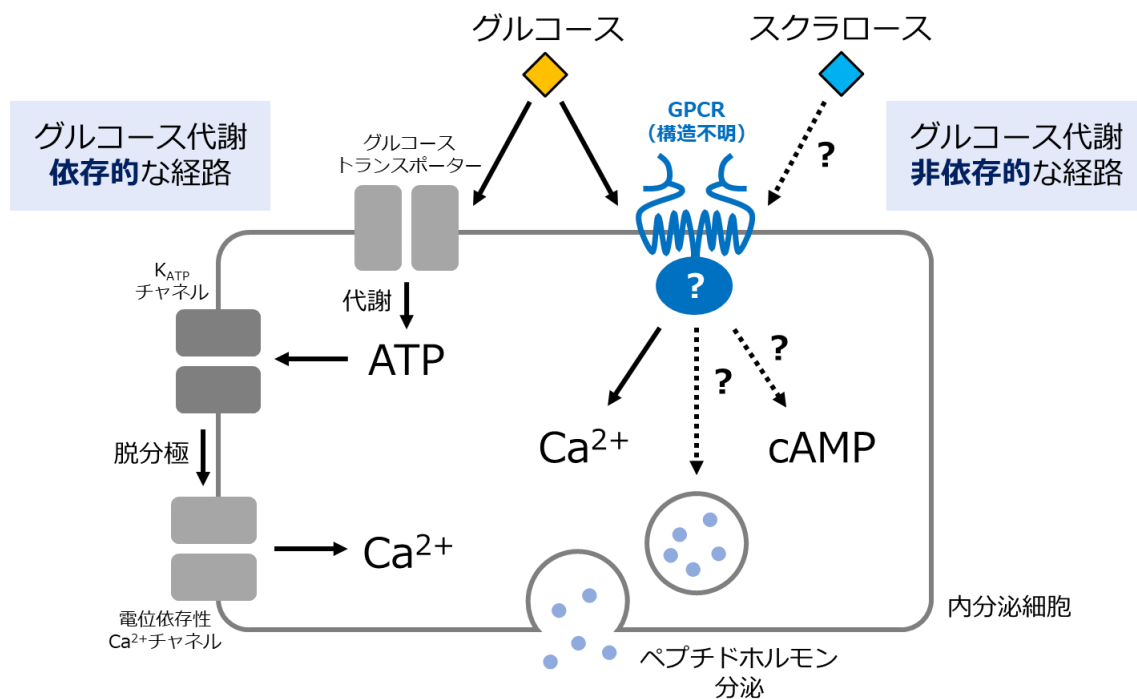 グルコース
スクラロース
グルコース代謝
依存的な経路
グルコース
トランスポーター
GPCR
(構造不明)
?
グルコース代謝
非依存的な経路
KATP
チャネル
代謝
?
ATP
?
?
脱分極
Ca²⁺
cAMP
Ca²⁺
電位依存性
Ca²⁺チャネル
内分泌細胞
ペプチドホルモン
分泌